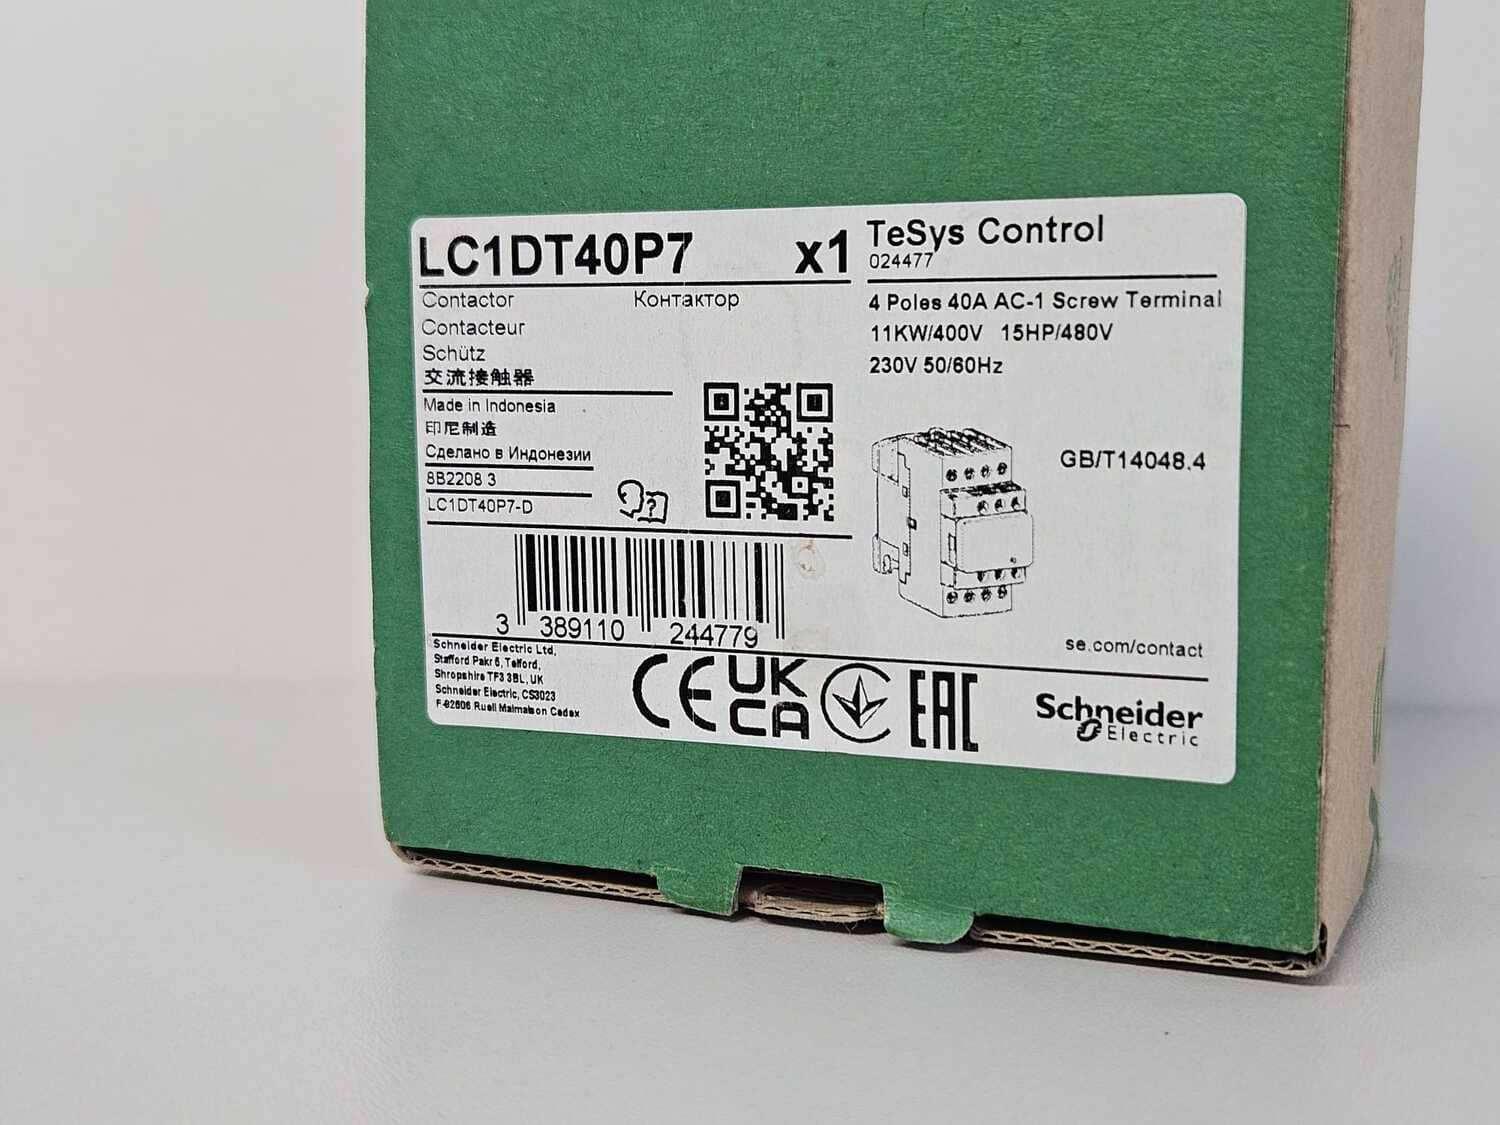 LC1DT40P7 x1
Contactor Контактор
Contacteur
Schütz
交流接触器
Made in Indonesia
印尼制造
Сделано в Индонезии
8B2208 3
LC1DT40P7-D
3 389110 244779
Schneider Electric Ltd,
Stafford Pakr 6, Telford,
Shropshire TF3 3BL, UK
Schneider Electric, CS3023
F-92506 Rueil Malmaison Cedex
TeSys Control
024477
4 Poles 40A AC-1 Screw Terminal
11KW/400V 15HP/480V
230V 50/60Hz
GB/T14048.4
se.com/contact
CE UK CA EAC
Schneider
Electric